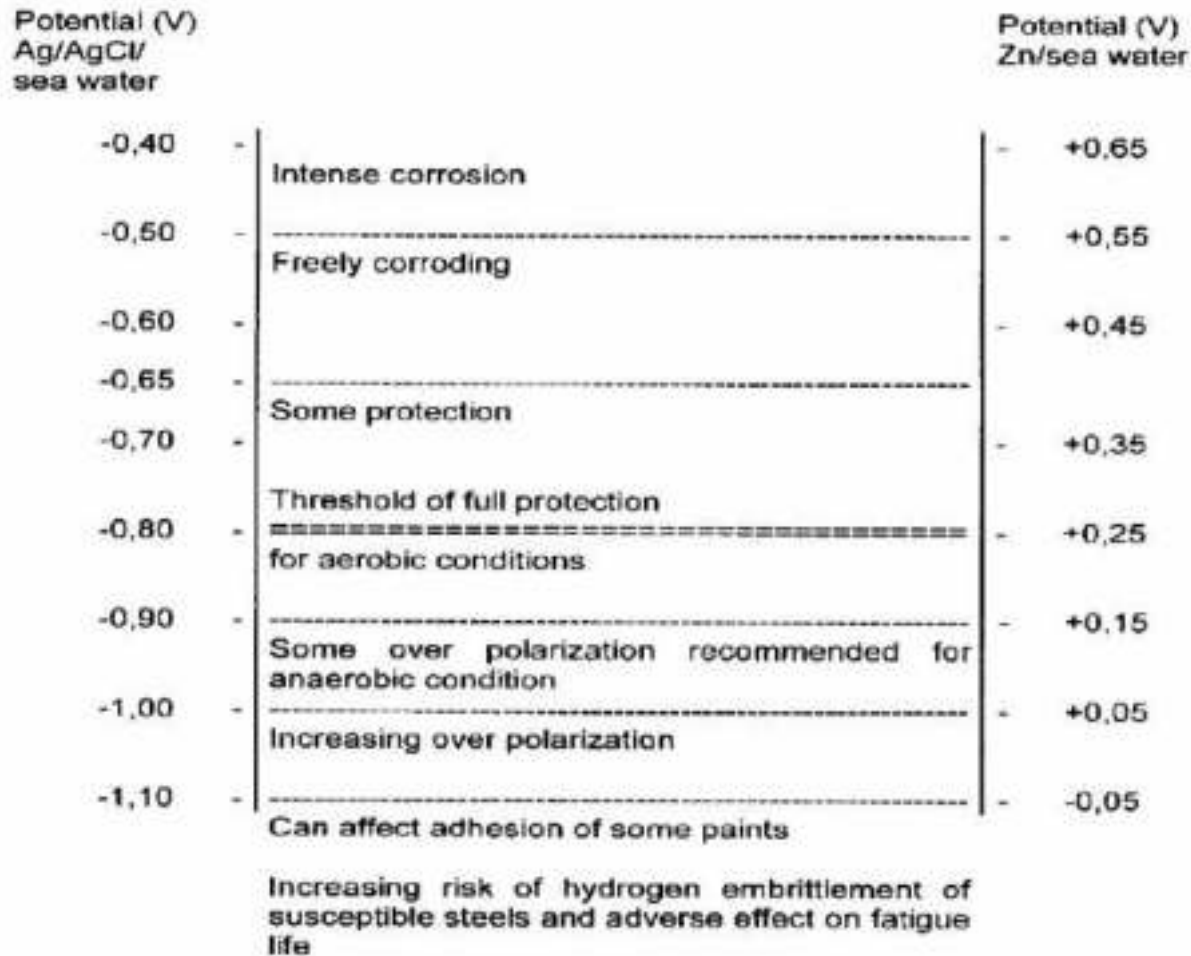 Potential (V)
Ag/AgCl/
sea water
Potential (V)
Zn/sea water
-0,40 - - +0,65
Intense corrosion
-0,50 - - +0,55
Freely corroding
-0,60 - - +0,45
-0,65
Some protection
-0,70 - - +0,35
Threshold of full protection
-0,80 - - +0,25
for aerobic conditions
-0,90 - - +0,15
Some over polarization recommended for
anaerobic condition
-1,00 - - +0,05
Increasing over polarization
-1,10 - - -0,05
Can affect adhesion of some paints
Increasing risk of hydrogen embrittlement of
susceptible steels and adverse effect on fatigue
life